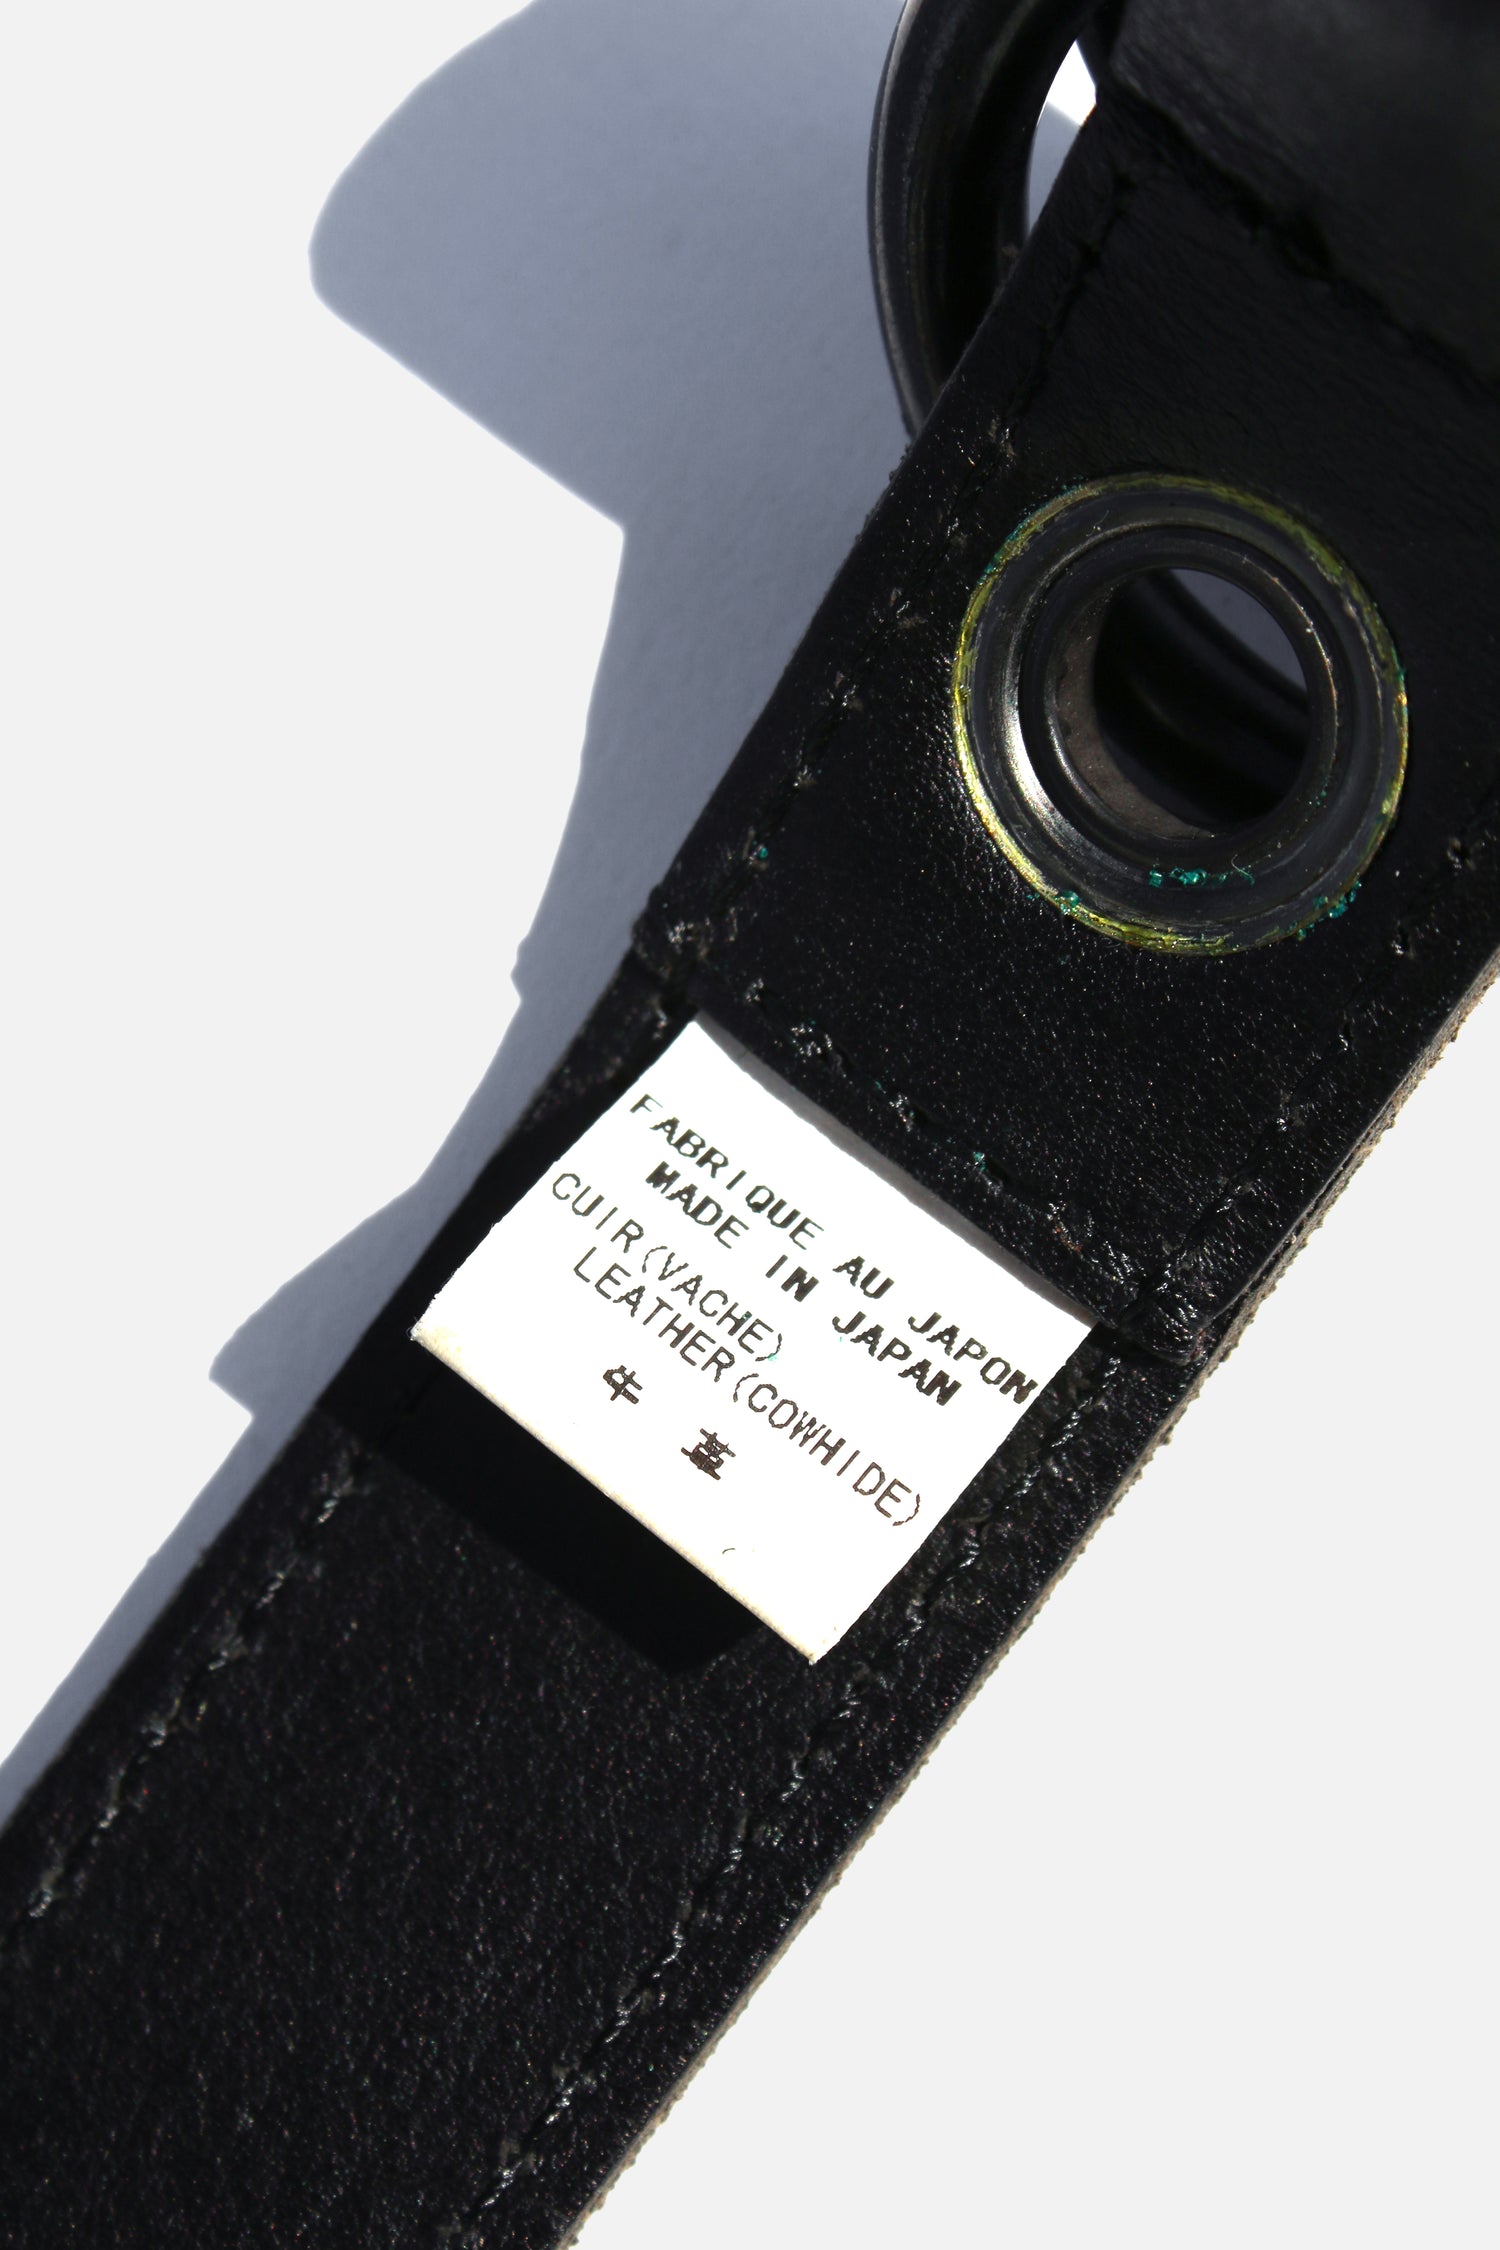 FABRIQUE AU JAPON
MADE IN JAPAN
CUIR(VACHE)
LEATHER(COWHIDE)
牛 革